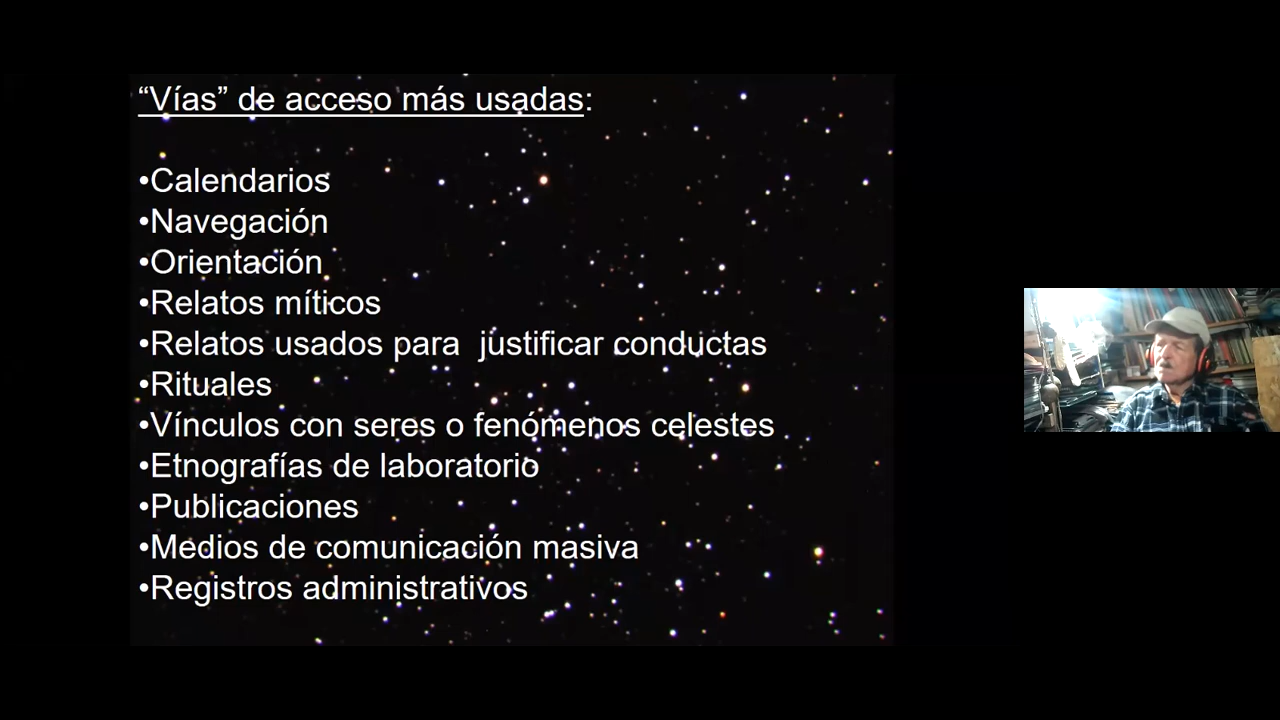 “Vías” de acceso más usadas:
•Calendarios
•Navegación
•Orientación
•Relatos míticos
•Relatos usados para  justificar conductas
•Rituales
•Vínculos con seres o fenómenos celestes
•Etnografías de laboratorio
•Publicaciones
•Medios de comunicación masiva
•Registros administrativos